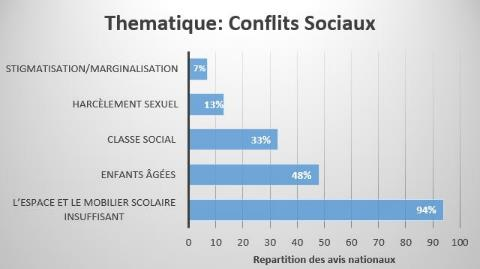 Thematique: Conflits Sociaux
STIGMATISATION/MARGINALISATION
7%
HARCÈLEMENT SEXUEL
13%
CLASSE SOCIAL
33%
ENFANTS ÂGÉES
48%
L'ESPACE ET LE MOBILIER SCOLAIRE
INSUFFISANT
94%
0 10 20 30 40 50 60 70 80 90 100
Repartition des avis nationaux